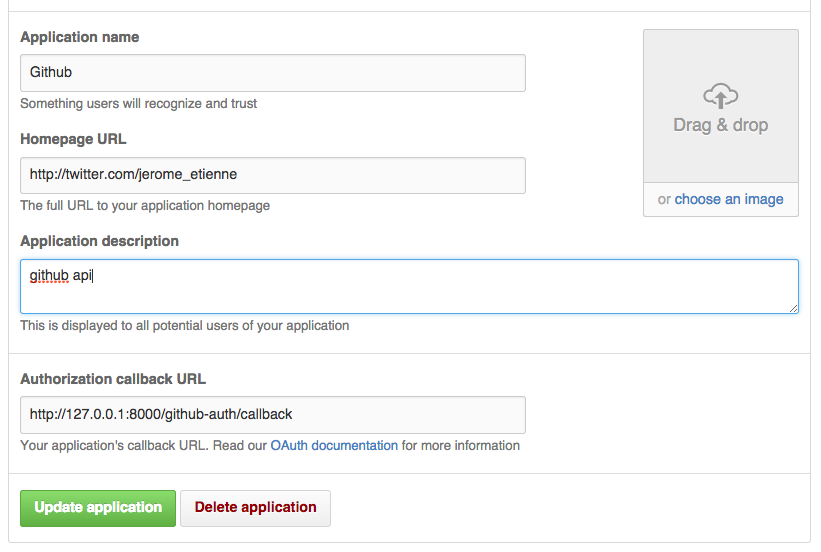 Application name
Github
Something users will recognize and trust
Drag & drop
or choose an image
Homepage URL
http://twitter.com/jerome_etienne
The full URL to your application homepage
Application description
github api
This is displayed to all potential users of your application
Authorization callback URL
http://127.0.0.1:8000/github-auth/callback
Your application's callback URL. Read our OAuth documentation for more information
Update application
Delete application